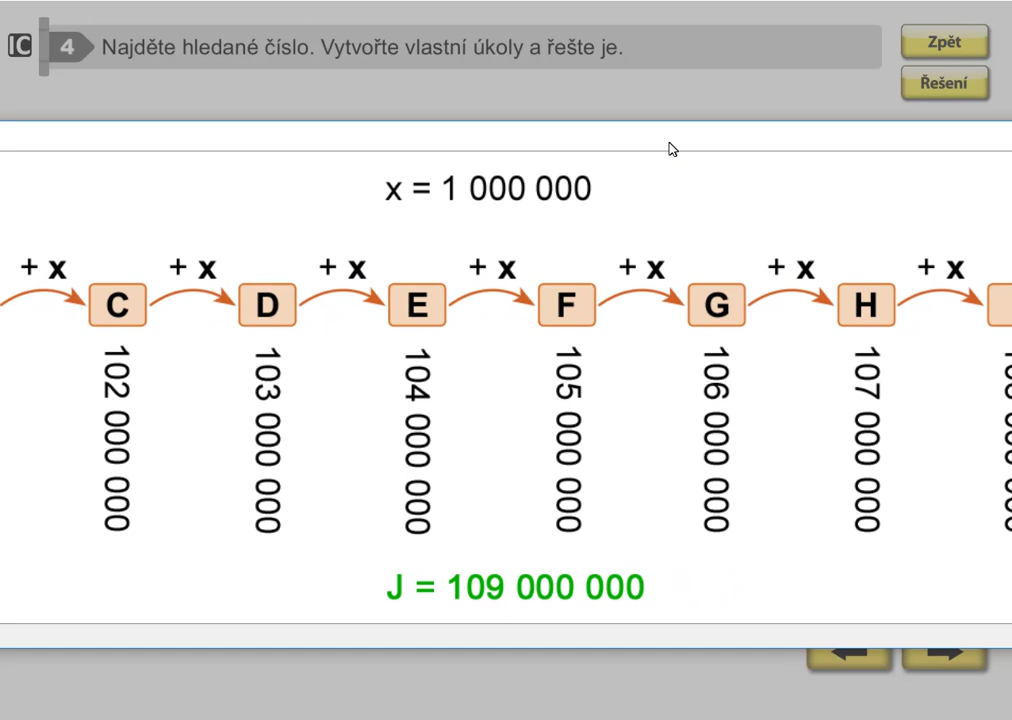 IC
4 Najděte hledané číslo. Vytvořte vlastní úkoly a řešte je.
Zpět
Řešení
x = 1 000 000
+ x + x + x + x + x + x + x
C D E F G H
102 000 000
103 000 000
104 000 000
105 000 000
106 000 000
107 000 000
J = 109 000 000